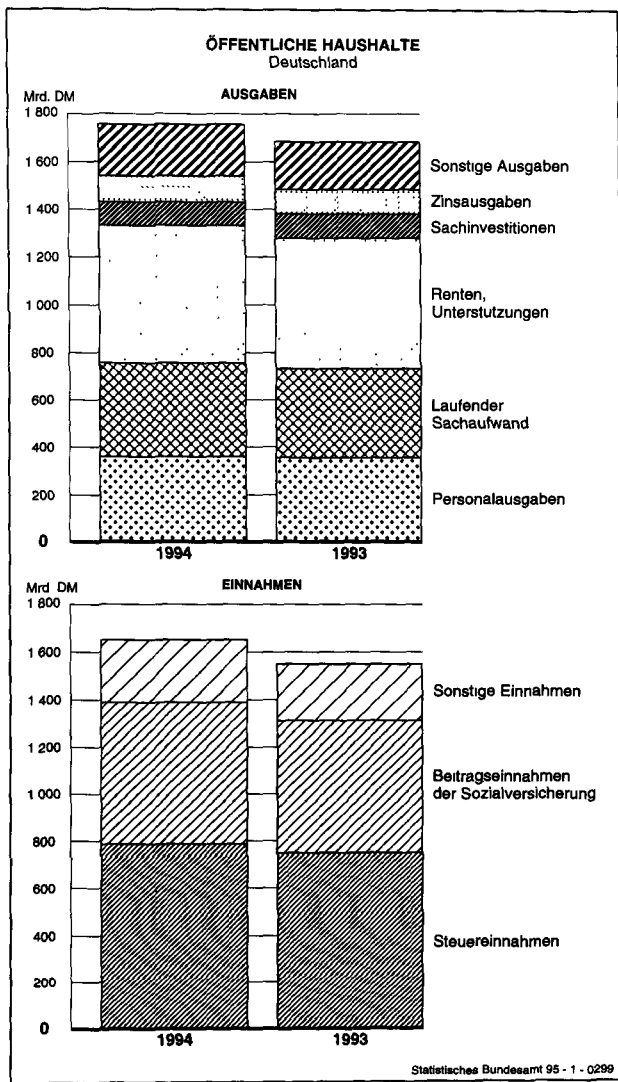 ÖFFENTLICHE HAUSHALTE
Deutschland
Mrd. DM
AUSGABEN
1 800
1 600
1 400
1 200
1 000
800
600
400
200
0
Sonstige Ausgaben
Zinsausgaben
Sachinvestitionen
Renten,
Unterstutzungen
Laufender
Sachaufwand
Personalausgaben
1994
1993
Mrd DM
EINNAHMEN
1 800
1 600
1 400
1 200
1 000
800
600
400
200
0
Sonstige Einnahmen
Beitragseinnahmen
der Sozialversicherung
Steuereinnahmen
1994
1993
Statistisches Bundesamt 95 - 1 - 0299